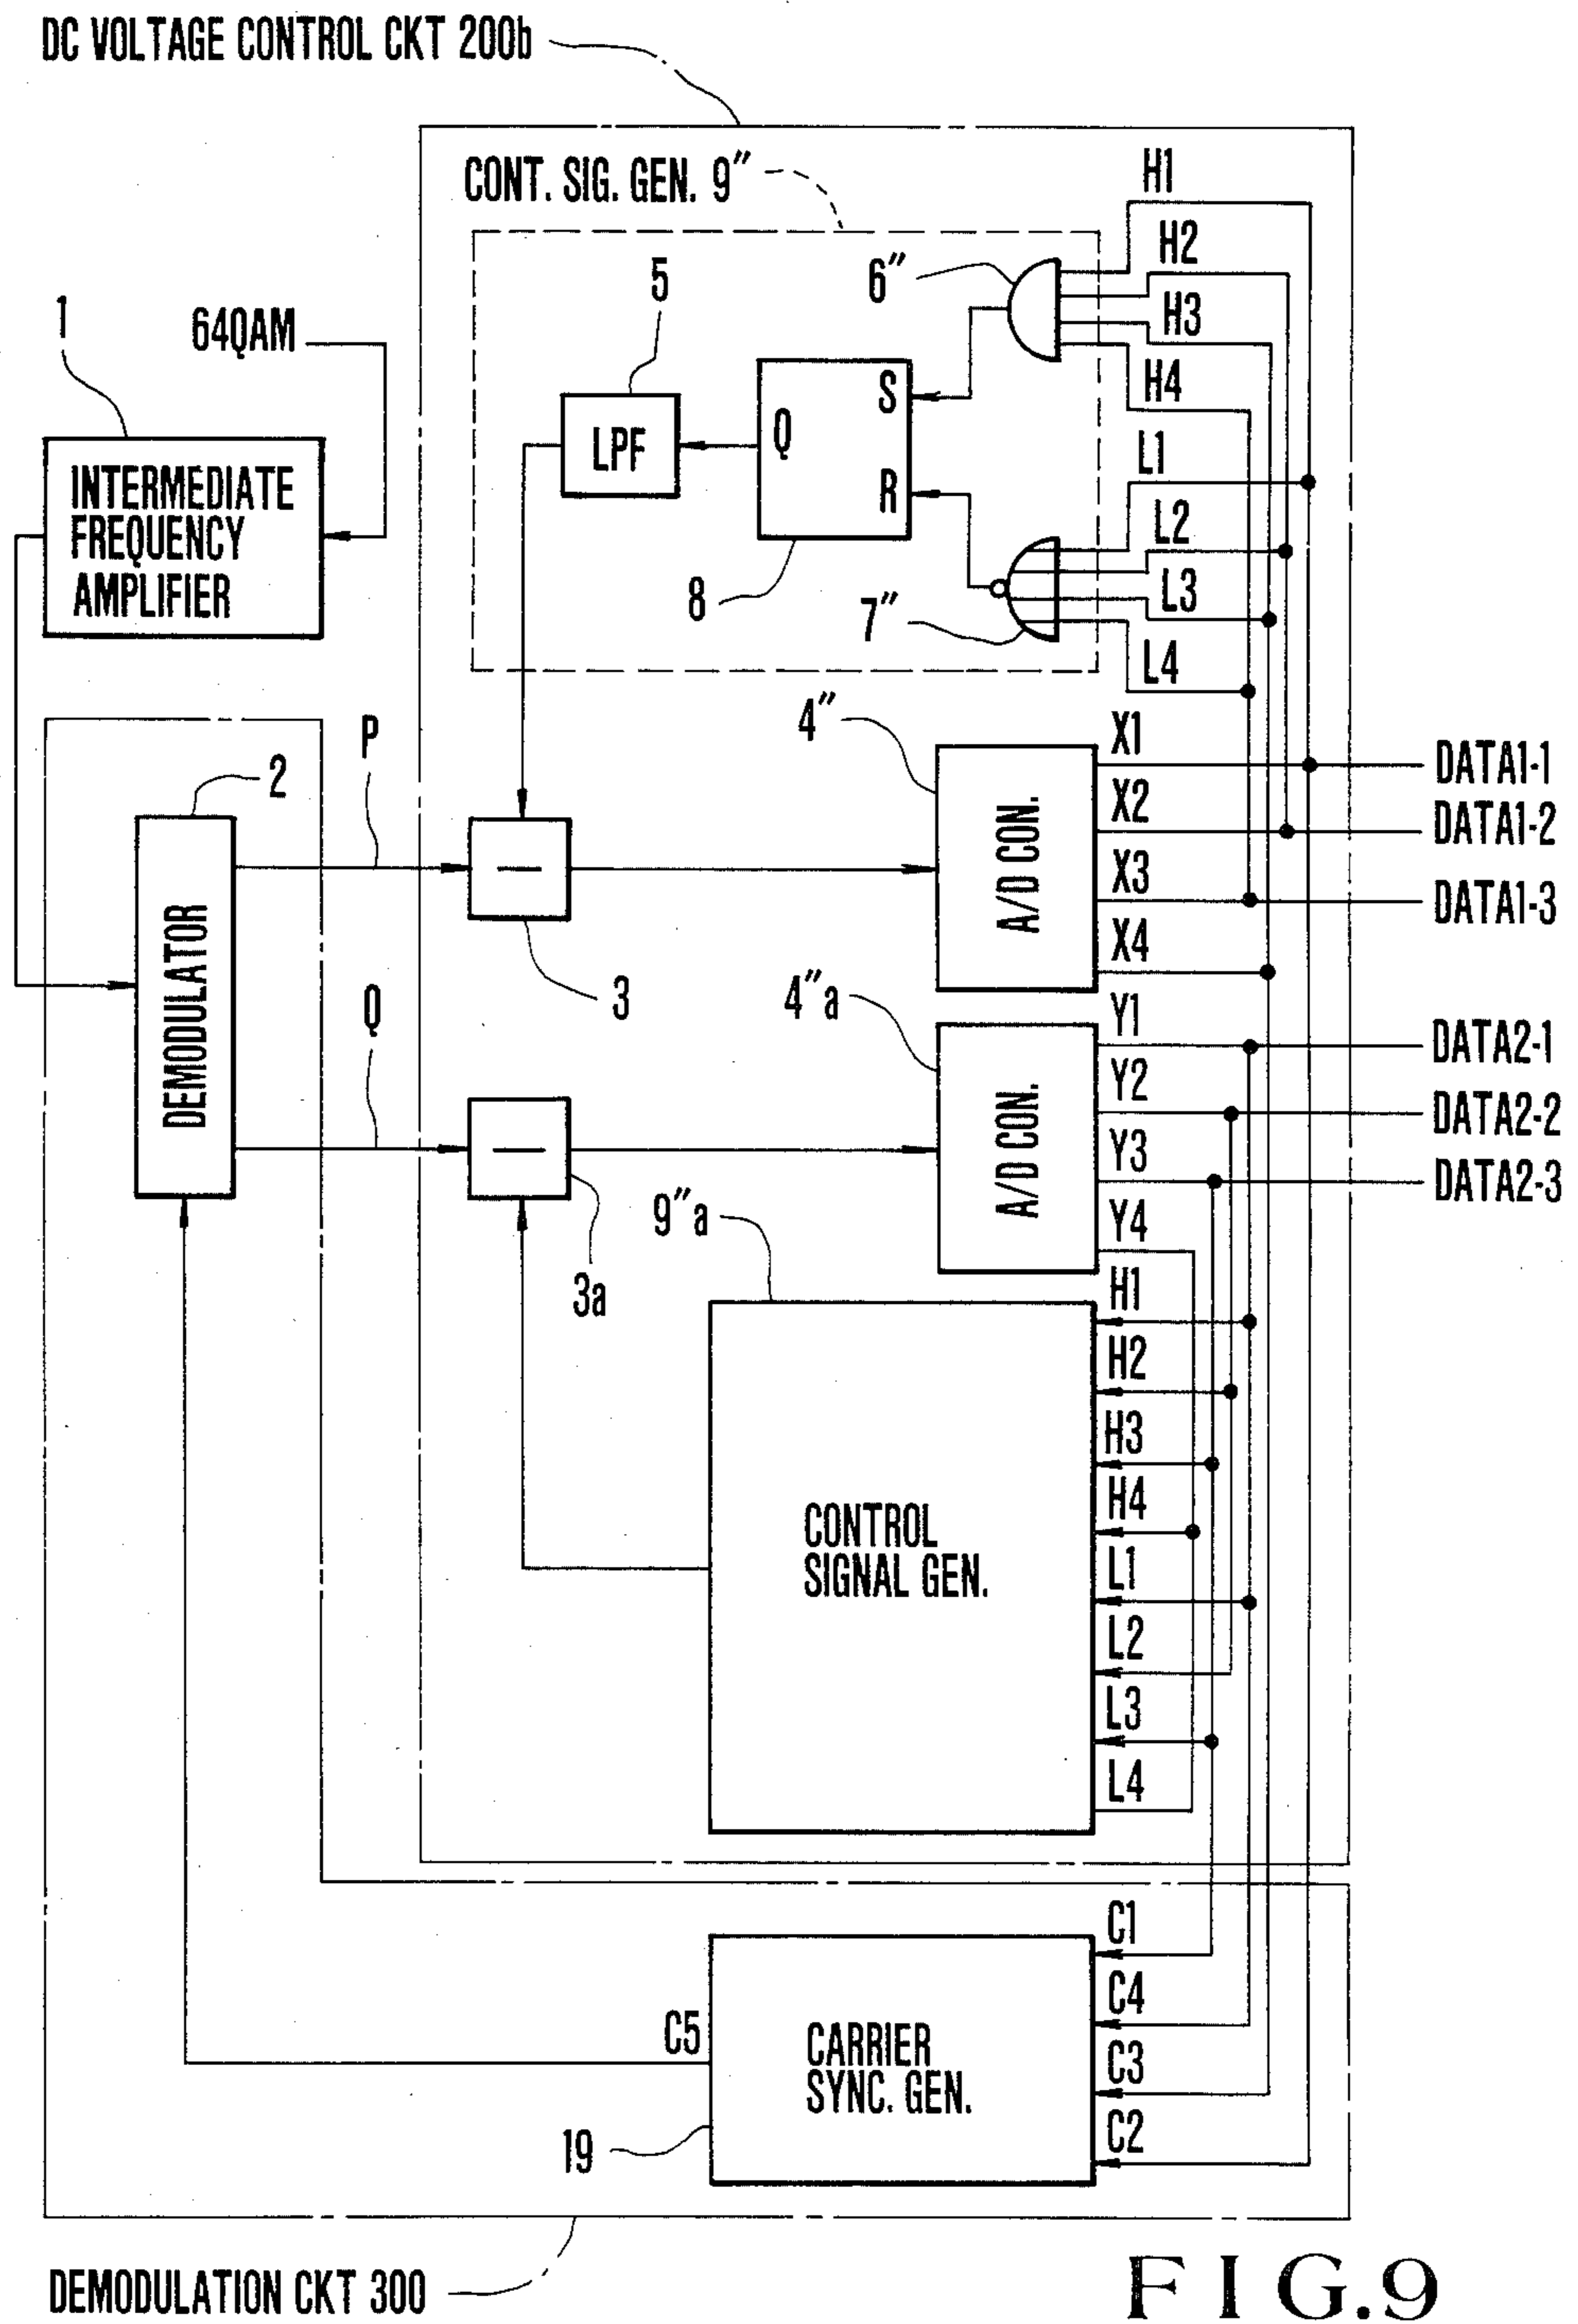 DC VOLTAGE CONTROL CKT 200b
CONT. SIG. GEN. 9″
H1
H2
6″
H3
5
1
64QAM
H4
S
Q
LPF
L1
R
INTERMEDIATE
FREQUENCY
AMPLIFIER
L2
8
7″
L3
L4
4″
X1
P
2
DATA1-1
X2
DATA1-2
A/D CON.
X3
DATA1-3
X4
DEMODULATOR
3
Q
4″a
Y1
DATA2-1
Y2
DATA2-2
A/D CON.
Y3
DATA2-3
9″a
Y4
3a
H1
H2
H3
H4
CONTROL
SIGNAL GEN.
L1
L2
L3
L4
C1
C4
C5
CARRIER
SYNC. GEN.
C3
C2
19
DEMODULATION CKT 300
FIG.9